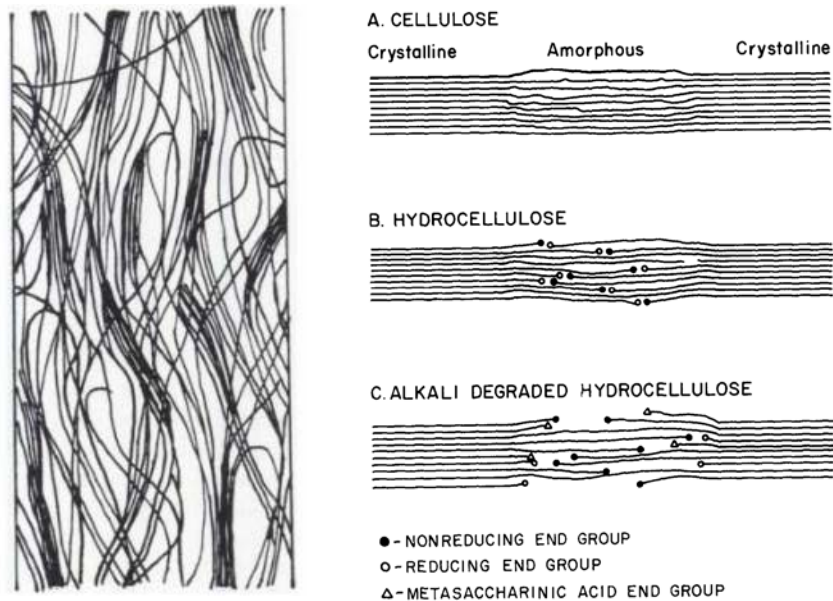 A. CELLULOSE
Crystalline Amorphous Crystalline
B. HYDROCELLULOSE
C. ALKALI DEGRADED HYDROCELLULOSE
●-NONREDUCING END GROUP
○-REDUCING END GROUP
△-METASACCHARINIC ACID END GROUP